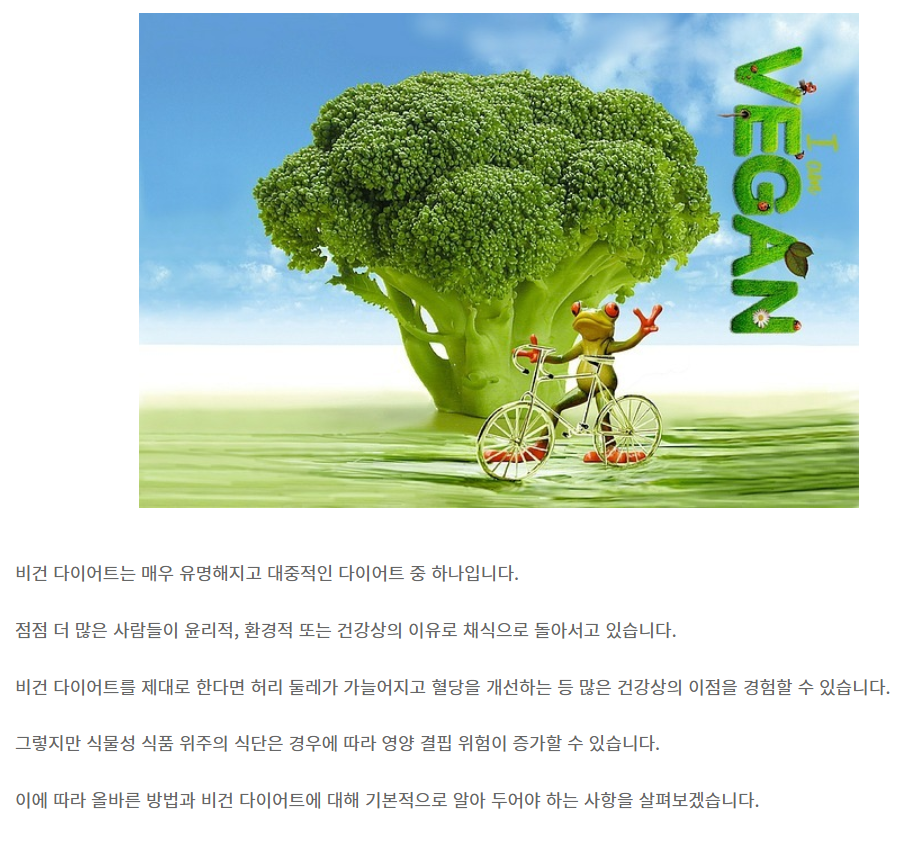 I am
VEGAN
비건 다이어트는 매우 유명해지고 대중적인 다이어트 중 하나입니다.
점점 더 많은 사람들이 윤리적, 환경적 또는 건강상의 이유로 채식으로 돌아서고 있습니다.
비건 다이어트를 제대로 한다면 허리 둘레가 가늘어지고 혈당을 개선하는 등 많은 건강상의 이점을 경험할 수 있습니다.
그렇지만 식물성 식품 위주의 식단은 경우에 따라 영양 결핍 위험이 증가할 수 있습니다.
이에 따라 올바른 방법과 비건 다이어트에 대해 기본적으로 알아 두어야 하는 사항을 살펴보겠습니다.